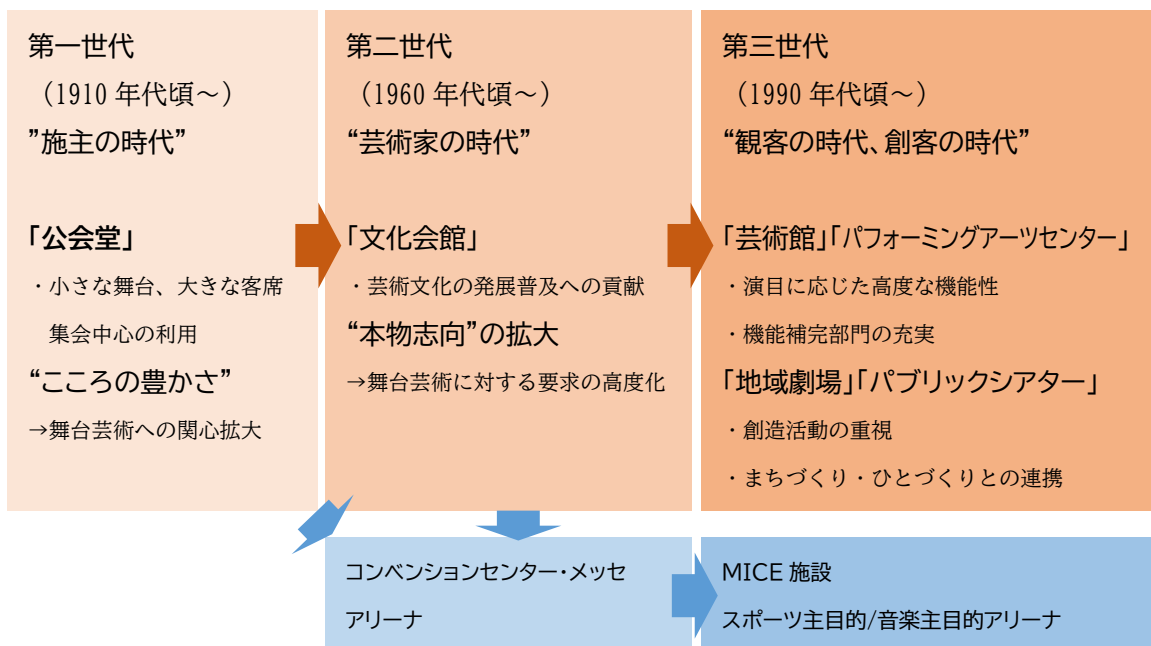 第一世代
（1910 年代頃～）
”施主の時代”
「公会堂」
・小さな舞台、大きな客席
集会中心の利用
“こころの豊かさ”
→舞台芸術への関心拡大
第二世代
（1960 年代頃～）
“芸術家の時代”
「文化会館」
・芸術文化の発展普及への貢献
“本物志向”の拡大
→舞台芸術に対する要求の高度化
第三世代
（1990 年代頃～）
“観客の時代、創客の時代”
「芸術館」「パフォーミングアーツセンター」
・演目に応じた高度な機能性
・機能補完部門の充実
「地域劇場」「パブリックシアター」
・創造活動の重視
・まちづくり・ひとづくりとの連携
コンベンションセンター・メッセ
アリーナ
MICE 施設
スポーツ主目的/音楽主目的アリーナ